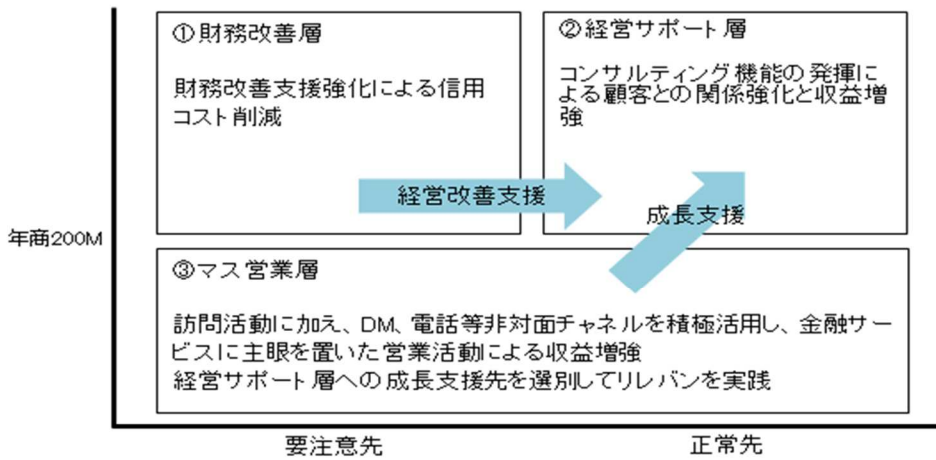 ①財務改善層
財務改善支援強化による信用
コスト削減
②経営サポート層
コンサルティング機能の発揮に
よる顧客との関係強化と収益増
強
経営改善支援
成長支援
年商200M
③マス営業層
訪問活動に加え、DM、電話等非対面チャネルを積極活用し、金融サー
ビスに主眼を置いた営業活動による収益増強
経営サポート層への成長支援先を選別してリレバンを実践
要注意先
正常先